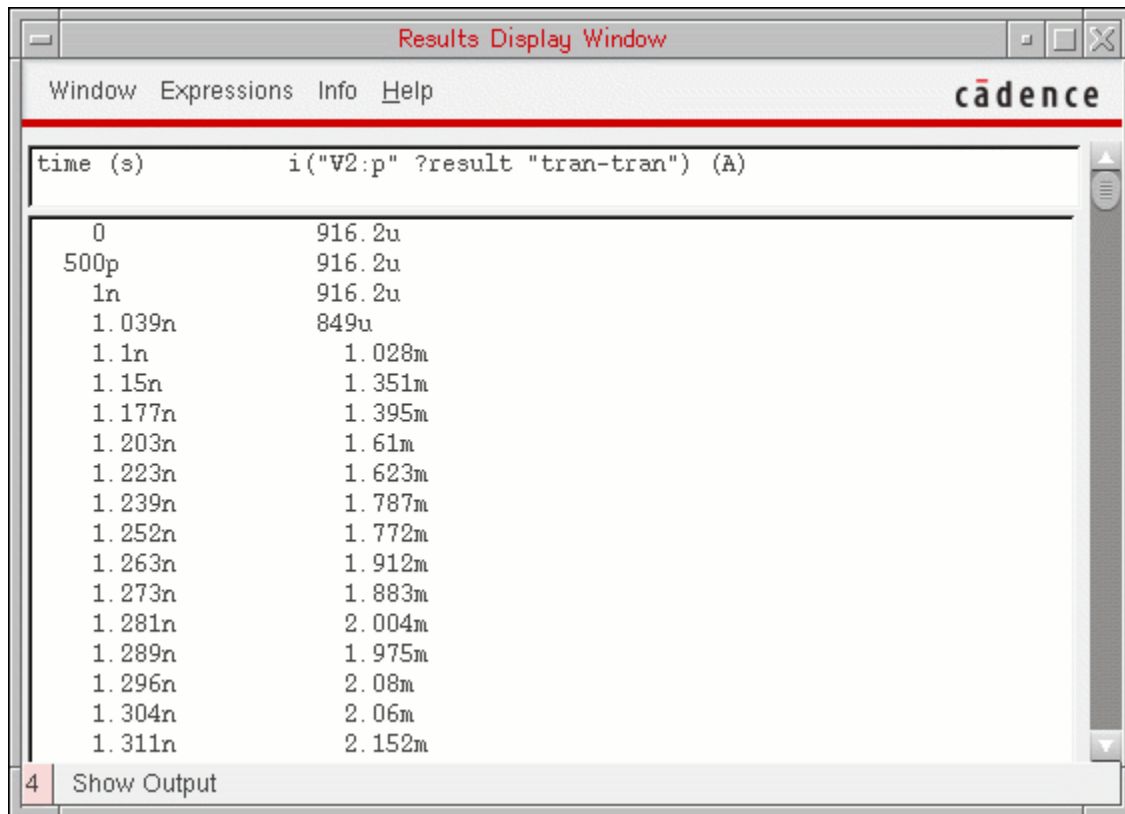 Results Display Window
Window Expressions Info Help cādence
time (s) i("V2:p" ?result "tran-tran") (A)
0 916.2u
500p 916.2u
1n 916.2u
1.039n 849u
1.1n 1.028m
1.15n 1.351m
1.177n 1.395m
1.203n 1.61m
1.223n 1.623m
1.239n 1.787m
1.252n 1.772m
1.263n 1.912m
1.273n 1.883m
1.281n 2.004m
1.289n 1.975m
1.296n 2.08m
1.304n 2.06m
1.311n 2.152m
4 Show Output